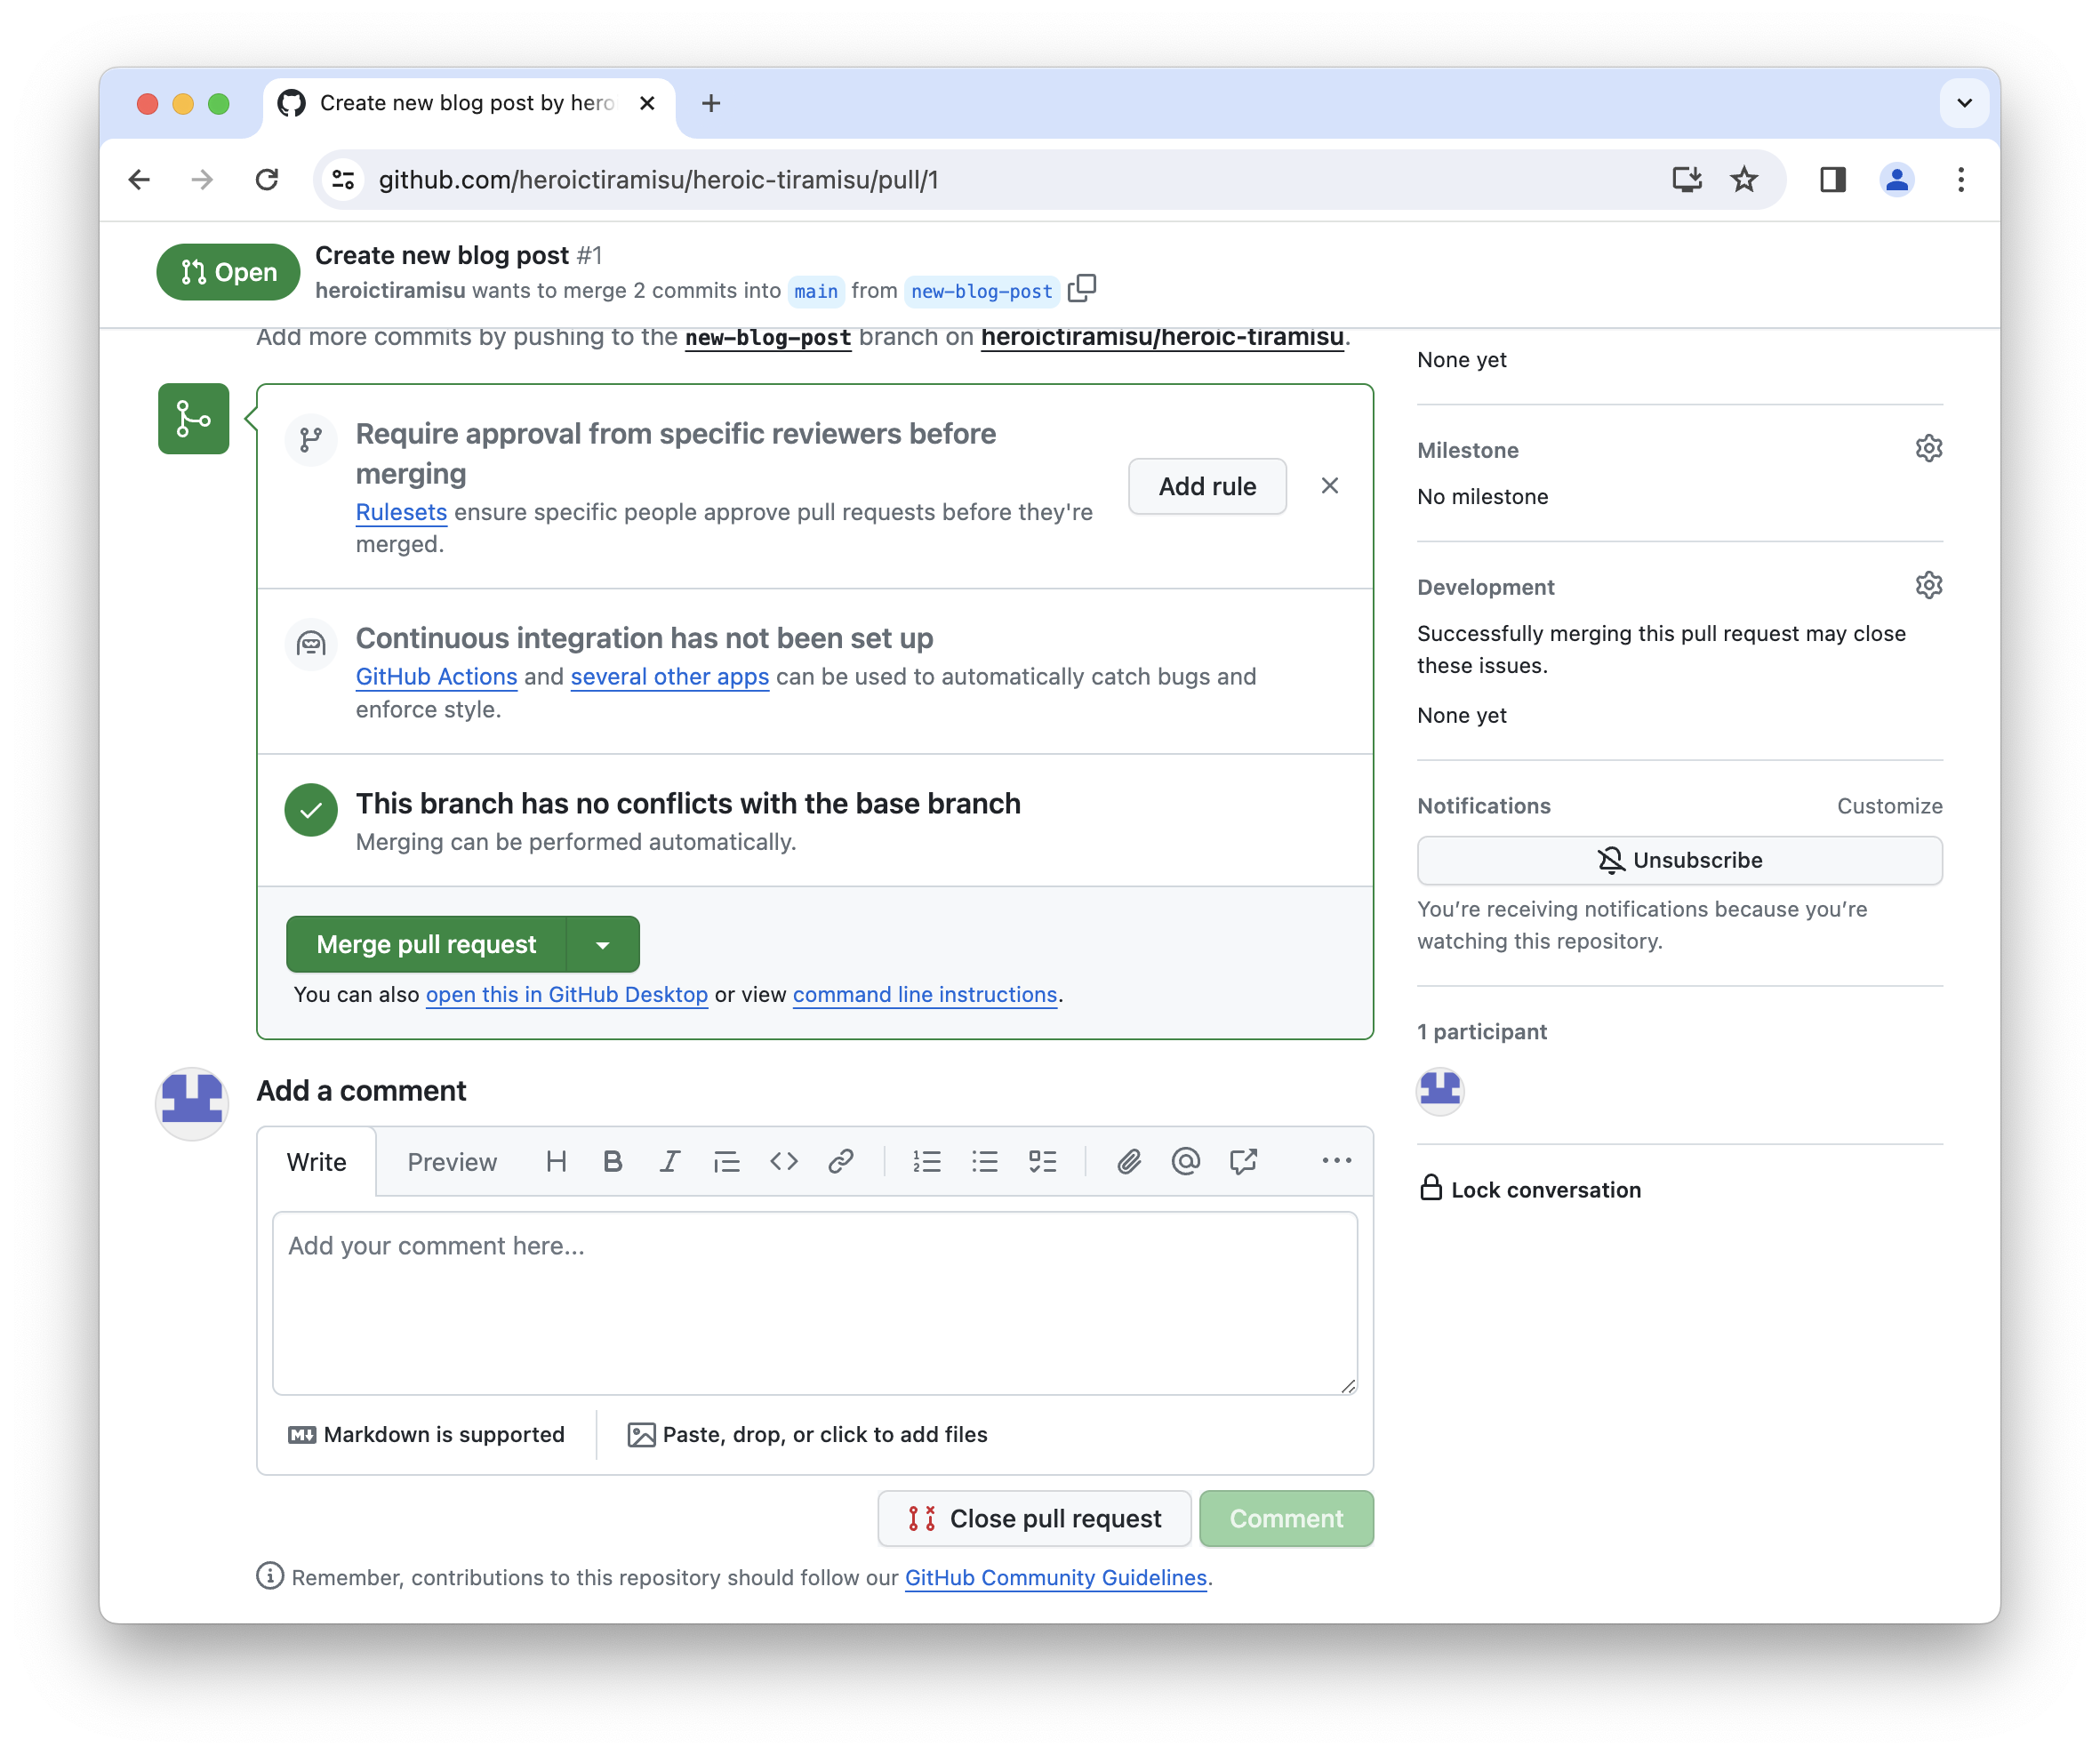 Create new blog post by hero
github.com/heroictiramisu/heroic-tiramisu/pull/1
Open
Create new blog post #1
heroictiramisu wants to merge 2 commits into main from new-blog-post
Add more commits by pushing to the new-blog-post branch on heroictiramisu/heroic-tiramisu.
Require approval from specific reviewers before
merging
Rulesets ensure specific people approve pull requests before they're
merged.
Add rule
Continuous integration has not been set up
GitHub Actions and several other apps can be used to automatically catch bugs and
enforce style.
This branch has no conflicts with the base branch
Merging can be performed automatically.
Merge pull request
You can also open this in GitHub Desktop or view command line instructions.
Add a comment
Write
Preview
Add your comment here...
Markdown is supported
Paste, drop, or click to add files
Close pull request
Comment
Remember, contributions to this repository should follow our GitHub Community Guidelines.
None yet
Milestone
No milestone
Development
Successfully merging this pull request may close
these issues.
None yet
Notifications
Customize
Unsubscribe
You’re receiving notifications because you’re
watching this repository.
1 participant
Lock conversation